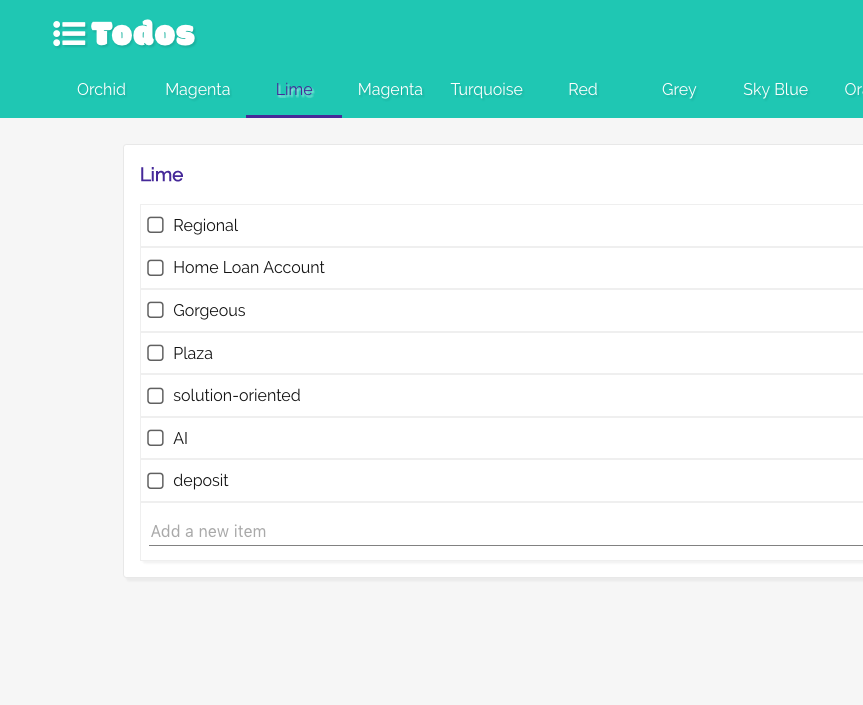 Todos
Orchid Magenta Lime Magenta Turquoise Red Grey Sky Blue
Lime
Regional
Home Loan Account
Gorgeous
Plaza
solution-oriented
AI
deposit
Add a new item